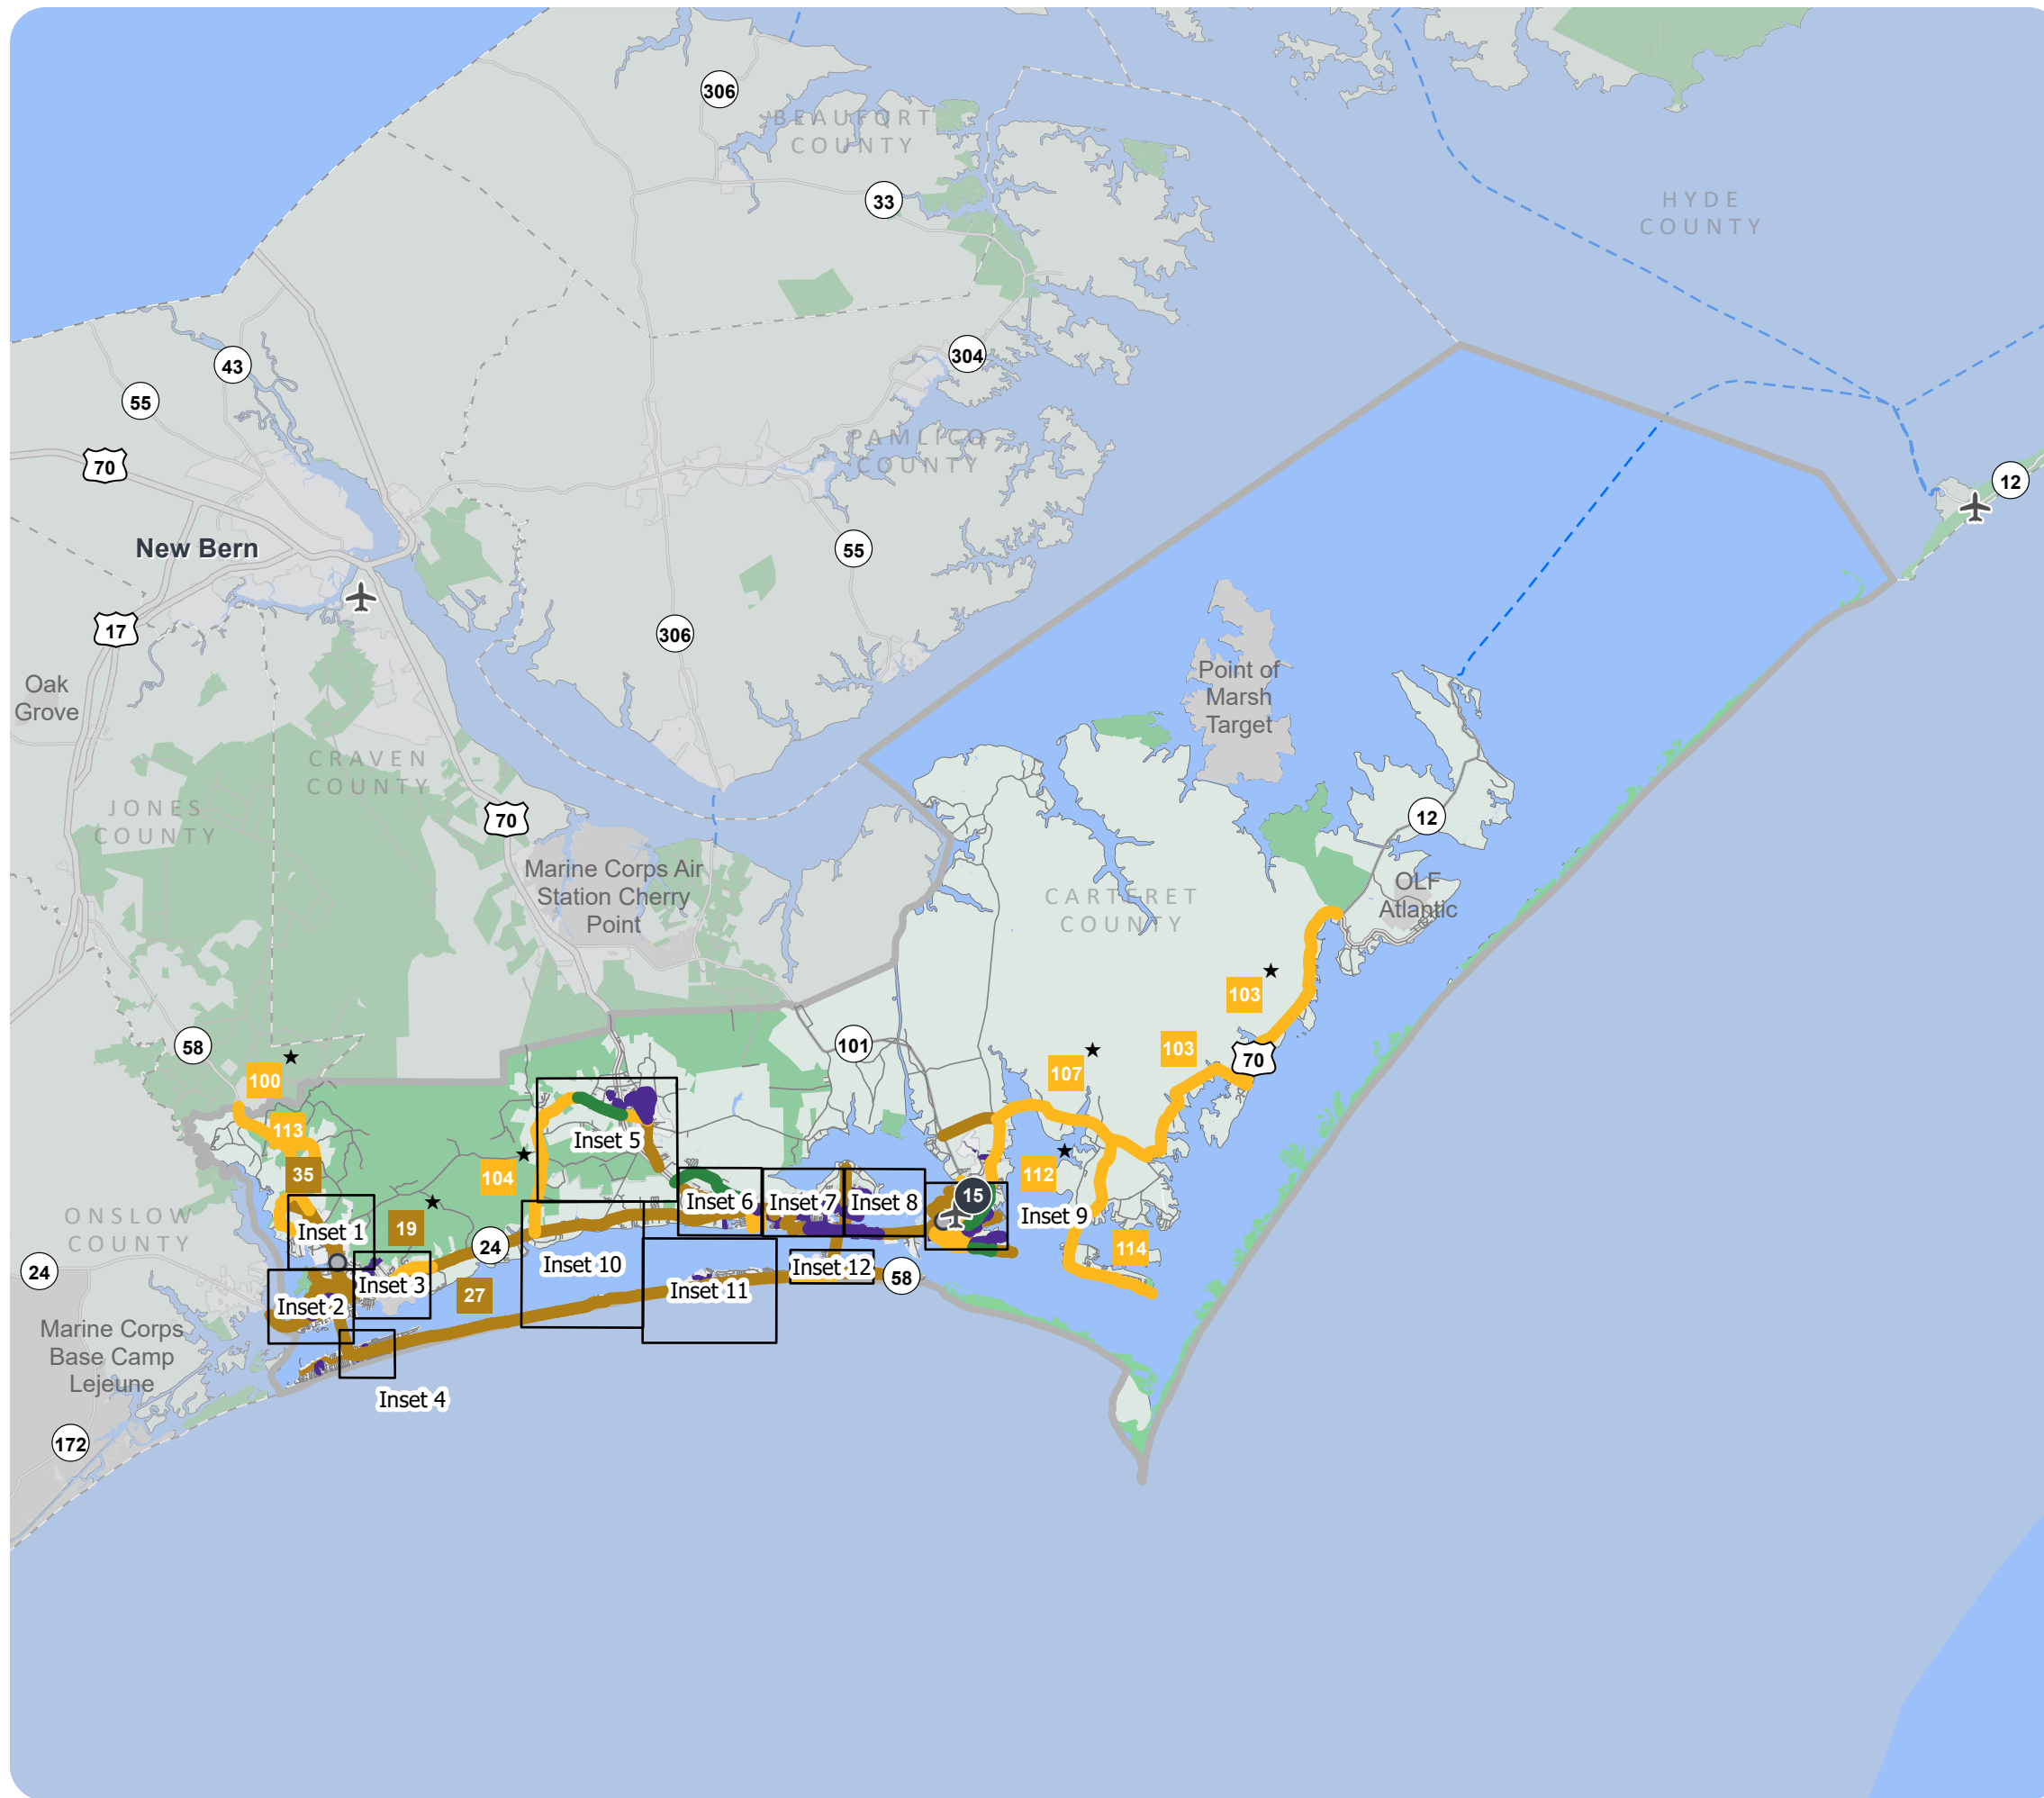 306
BEAUFORT
COUNTY
33
HYDE
COUNTY
304
43
55
PAMLICO
COUNTY
70
12
New Bern
55
17
306
Oak
Grove
Point of
Marsh
Target
CRAVEN
COUNTY
JONES
COUNTY
70
12
Marine Corps Air
Station Cherry
Point
CARTERET
COUNTY
OLF
Atlantic
103
58
101
103
70
100
107
113
Inset 5
35
104
112
15
Inset 6
Inset 7
Inset 8
Inset 9
ONSLOW
COUNTY
Inset 1
19
24
114
24
Inset 10
Inset 12
58
Inset 3
27
Inset 11
Inset 2
Marine Corps
Base Camp
Lejeune
Inset 4
172